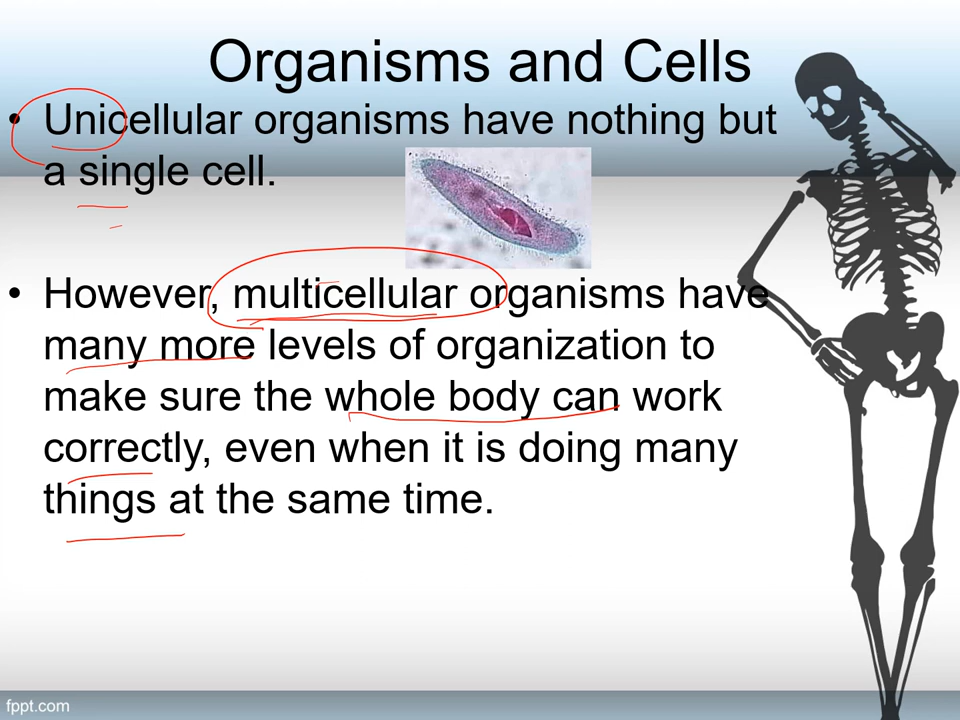 Organisms and Cells
• Unicellular organisms have nothing but
a single cell.
• However, multicellular organisms have
many more levels of organization to
make sure the whole body can work
correctly, even when it is doing many
things at the same time.
fppt.com